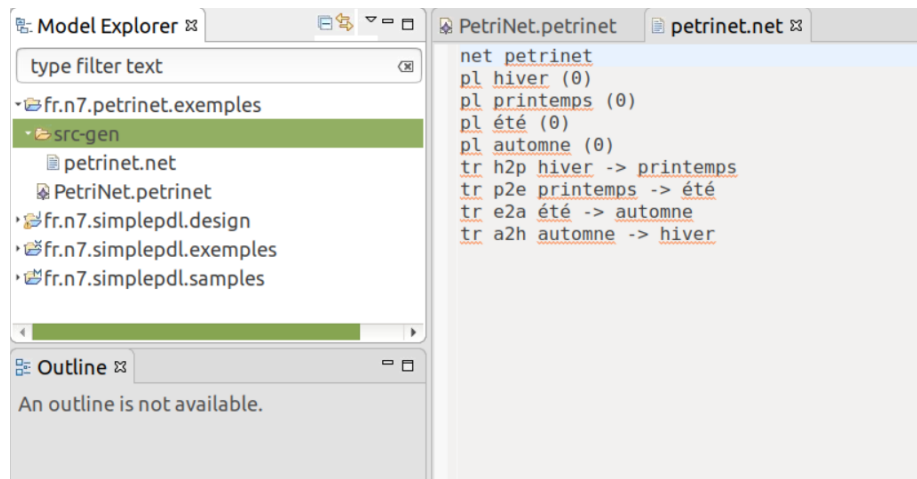 Model Explorer
type filter text
fr.n7.petrinet.exemples
src-gen
petrinet.net
PetriNet.petrinet
fr.n7.simplepdl.design
fr.n7.simplepdl.exemples
fr.n7.simplepdl.samples
Outline
An outline is not available.
PetriNet.petrinet petrinet.net
net petrinet
pl hiver (0)
pl printemps (0)
pl été (0)
pl automne (0)
tr h2p hiver -> printemps
tr p2e printemps -> été
tr e2a été -> automne
tr a2h automne -> hiver